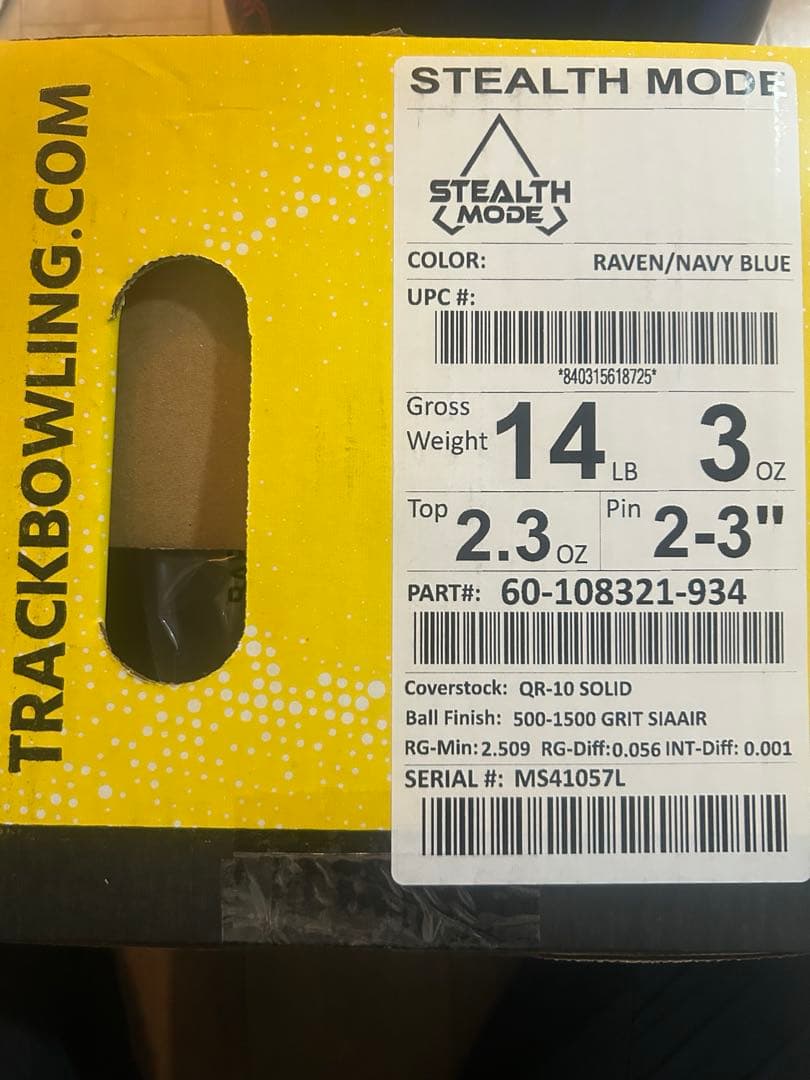 TRACKBOWLING.COM
STEALTH MODE
STEALTH
MODE
COLOR: RAVEN/NAVY BLUE
UPC #:
*840315618725*
Gross
Weight 14 LB 3 OZ
Top 2.3 OZ Pin 2-3"
PART#: 60-108321-934
Coverstock: QR-10 SOLID
Ball Finish: 500-1500 GRIT SIAAIR
RG-Min: 2.509 RG-Diff: 0.056 INT-Diff: 0.001
SERIAL #: MS41057L